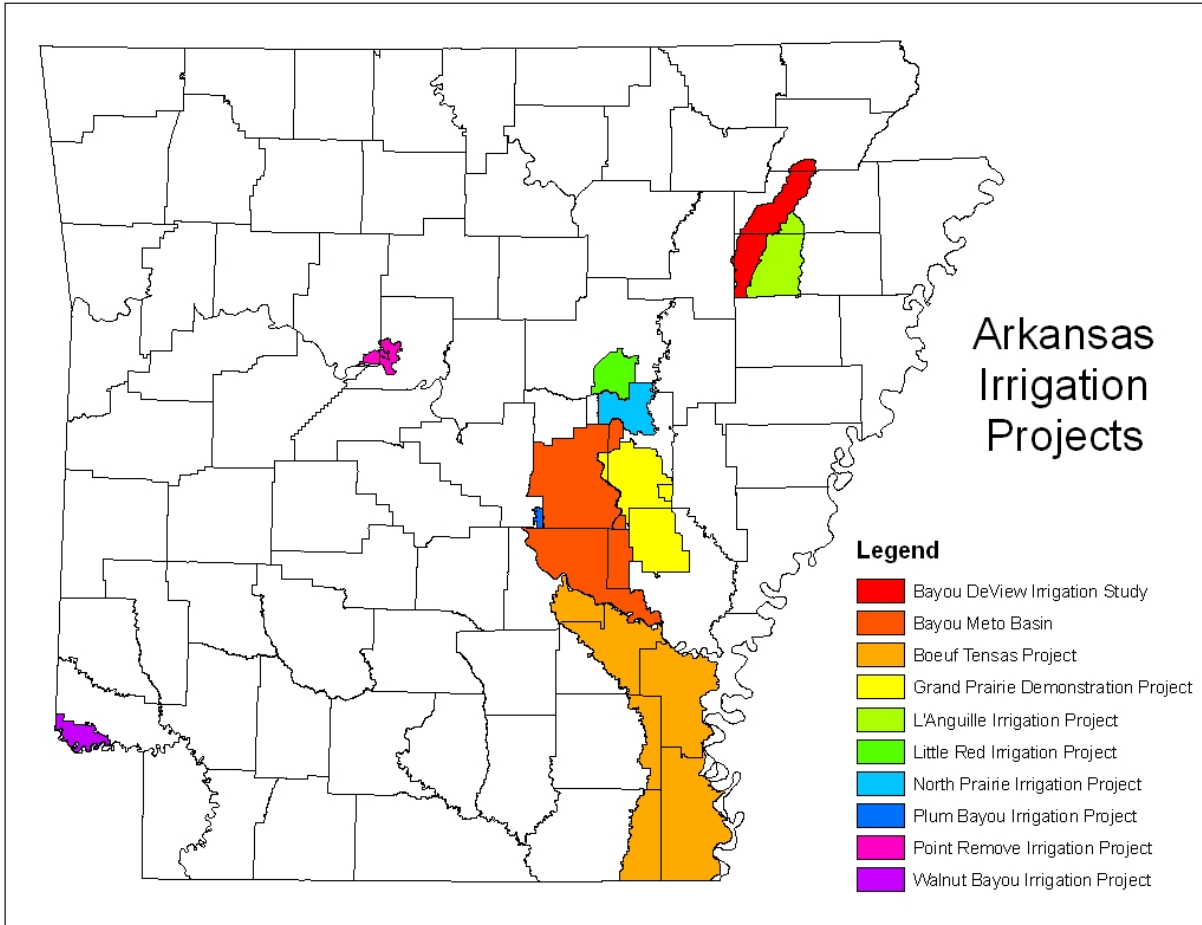 Arkansas
Irrigation
Projects
Legend
Bayou DeView Irrigation Study
Bayou Meto Basin
Boeuf Tensas Project
Grand Prairie Demonstration Project
L'Anguille Irrigation Project
Little Red Irrigation Project
North Prairie Irrigation Project
Plum Bayou Irrigation Project
Point Remove Irrigation Project
Walnut Bayou Irrigation Project